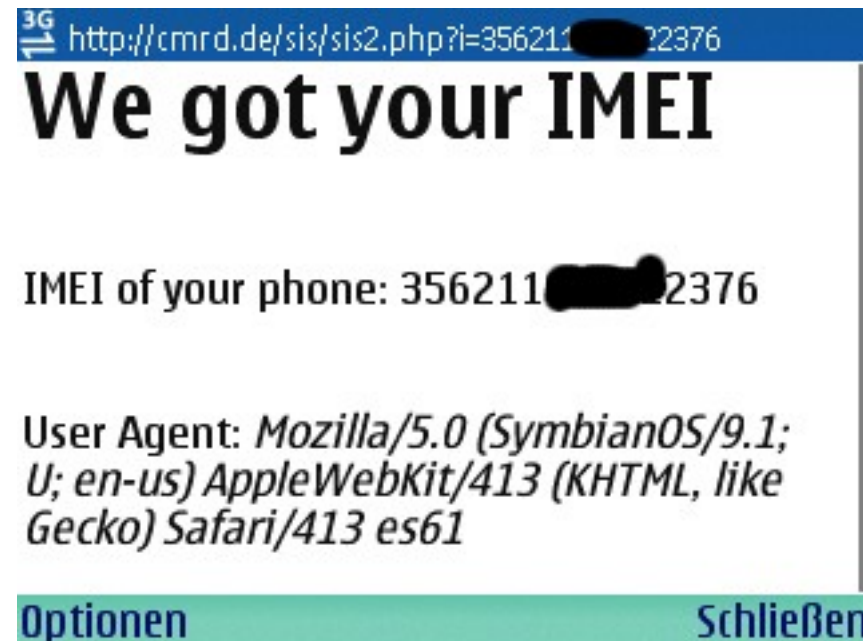 3G
http://cmrd.de/sis/sis2.php?i=356211 22376
We got your IMEI
IMEI of your phone: 356211 2376
User Agent: Mozilla/5.0 (SymbianOS/9.1;
U; en-us) AppleWebKit/413 (KHTML, like
Gecko) Safari/413 es61
Optionen Schließen